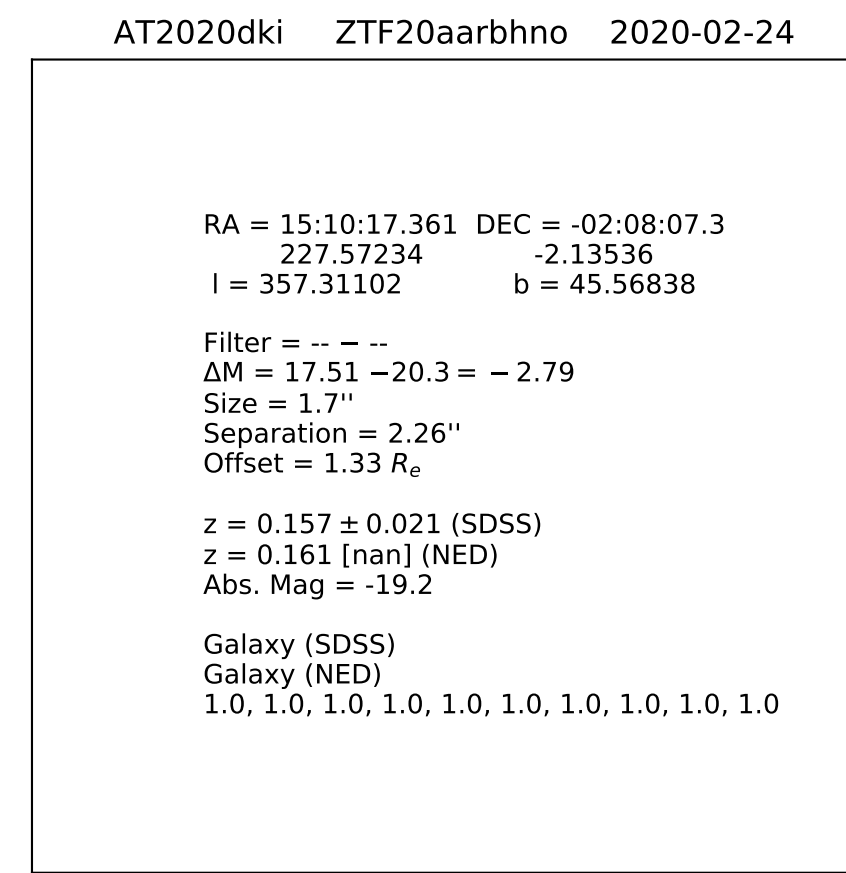 AT2020dki ZTF20aarbhno 2020-02-24
RA = 15:10:17.361 DEC = -02:08:07.3
227.57234 -2.13536
l = 357.31102 b = 45.56838
Filter = -- − --
ΔM = 17.51 −20.3 = − 2.79
Size = 1.7''
Separation = 2.26''
Offset = 1.33 Rₑ
z = 0.157 ± 0.021 (SDSS)
z = 0.161 [nan] (NED)
Abs. Mag = -19.2
Galaxy (SDSS)
Galaxy (NED)
1.0, 1.0, 1.0, 1.0, 1.0, 1.0, 1.0, 1.0, 1.0, 1.0